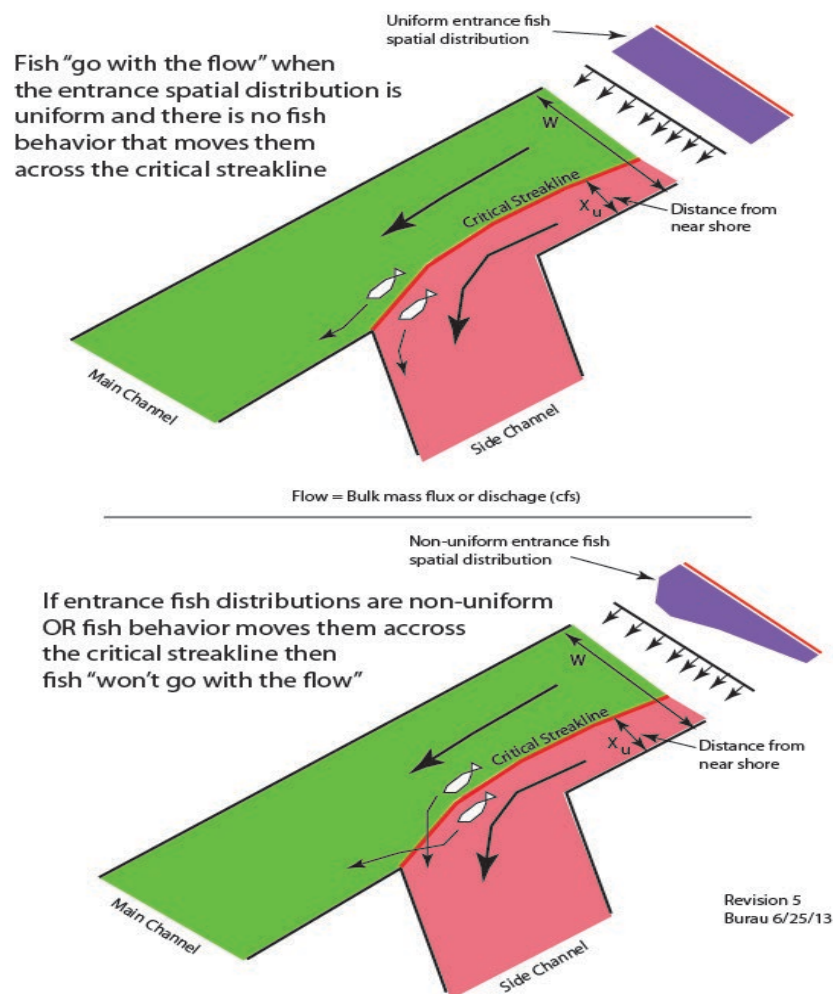 Uniform entrance fish
spatial distribution
Fish "go with the flow" when
the entrance spatial distribution is
uniform and there is no fish
behavior that moves them
across the critical streakline
W
Critical Streakline
Xu
Distance from
near shore
Main Channel
Side Channel
Flow = Bulk mass flux or dischage (cfs)
Non-uniform entrance fish
spatial distribution
If entrance fish distributions are non-uniform
OR fish behavior moves them accross
the critical streakline then
fish "won't go with the flow"
W
Critical Streakline
Xu
Distance from
near shore
Main Channel
Side Channel
Revision 5
Burau 6/25/13